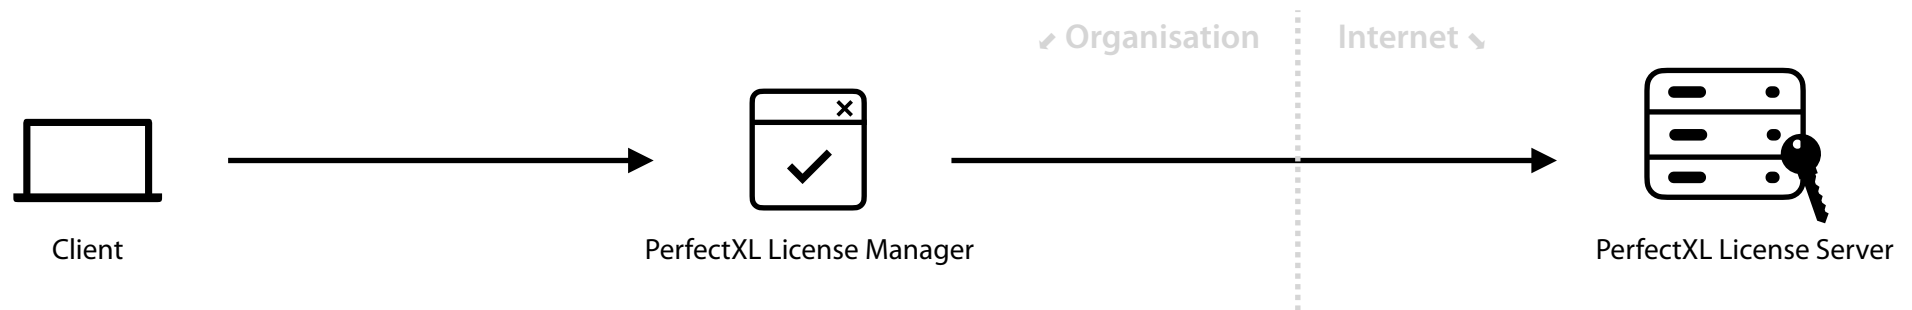 Organisation
Internet
Client
PerfectXL License Manager
PerfectXL License Server